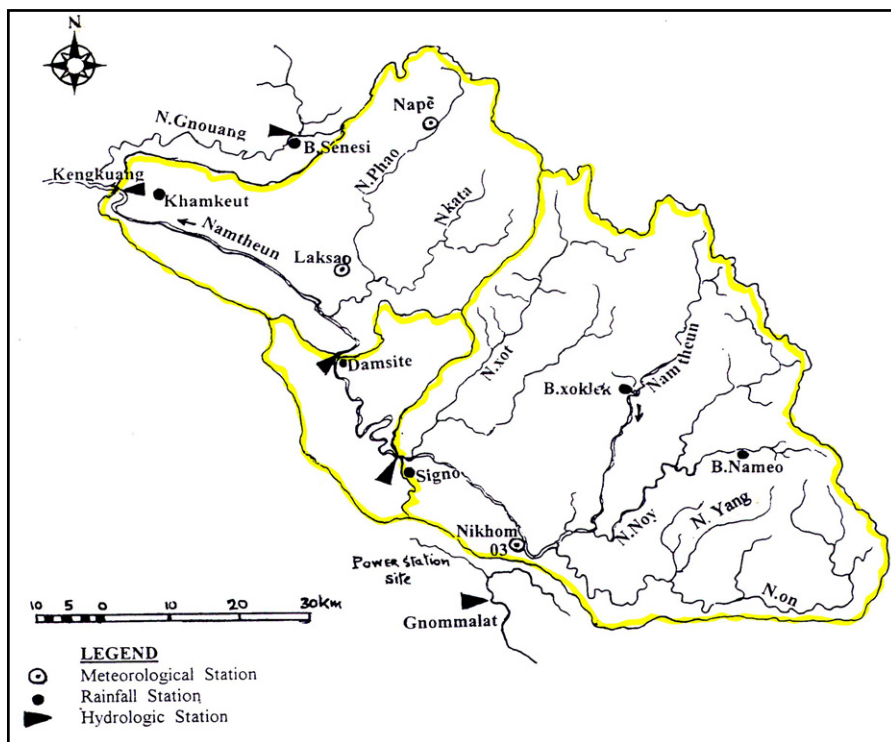 N
Napè
N.Gnouang
B.Senesi
Kengkuang
N.Phao
Khamkeut
N.kata
Namtheun
Laksao
Damsite
N.xot
Nam theun
B.xoklek
B.Nameo
Signo
N.Noy
N. Yang
Nikhom
03
Power station
site
N.on
Gnommalat
10 5 0 10 20 30Km
LEGEND
Meteorological Station
Rainfall Station
Hydrologic Station